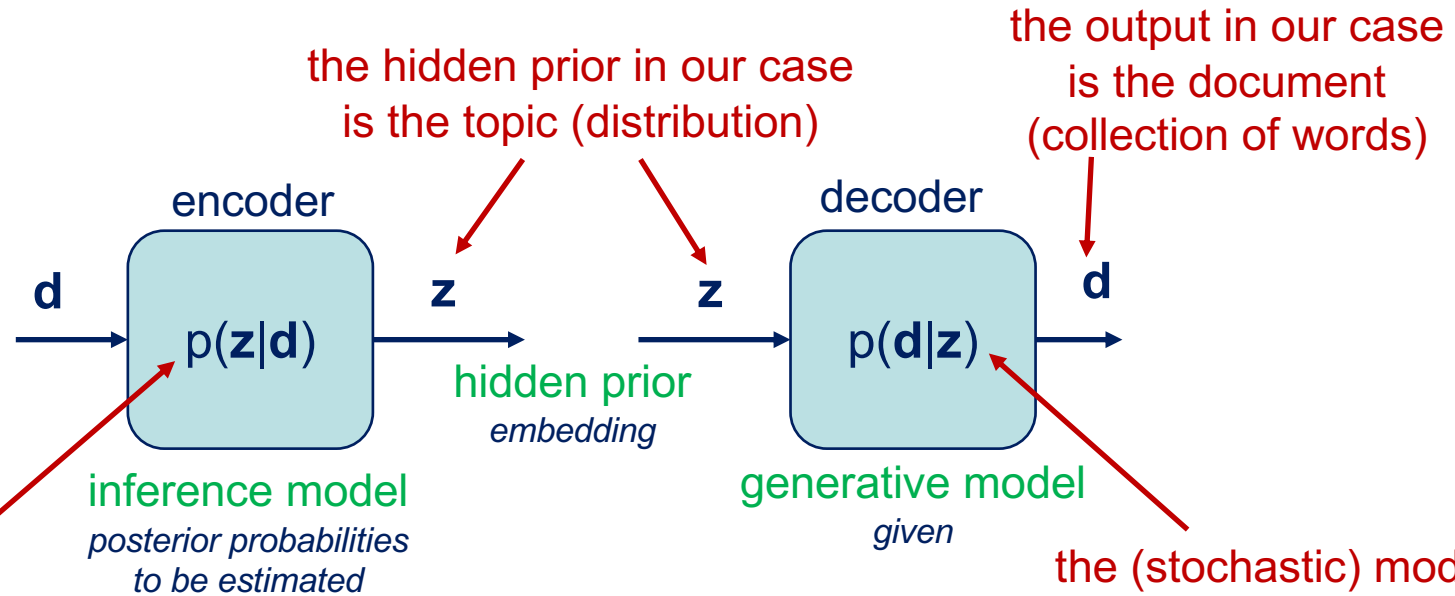 the output in our case
is the document
(collection of words)
the hidden prior in our case
is the topic (distribution)
encoder
decoder
d
z
z
d
p(z|d)
p(d|z)
hidden prior
embedding
inference model
posterior probabilities
to be estimated
generative model
given
the (stochastic) mod